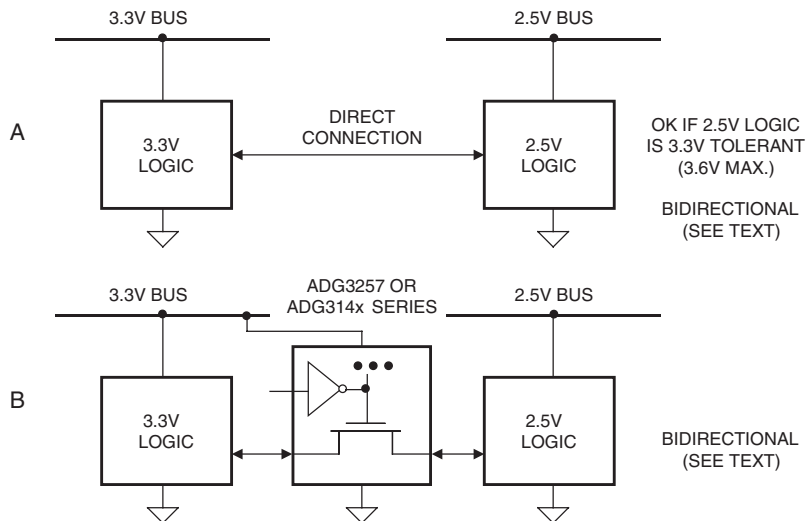 3.3V BUS
2.5V BUS
A
3.3V
LOGIC
DIRECT
CONNECTION
2.5V
LOGIC
OK IF 2.5V LOGIC
IS 3.3V TOLERANT
(3.6V MAX.)
BIDIRECTIONAL
(SEE TEXT)
3.3V BUS
ADG3257 OR
ADG314x SERIES
2.5V BUS
B
3.3V
LOGIC
2.5V
LOGIC
BIDIRECTIONAL
(SEE TEXT)